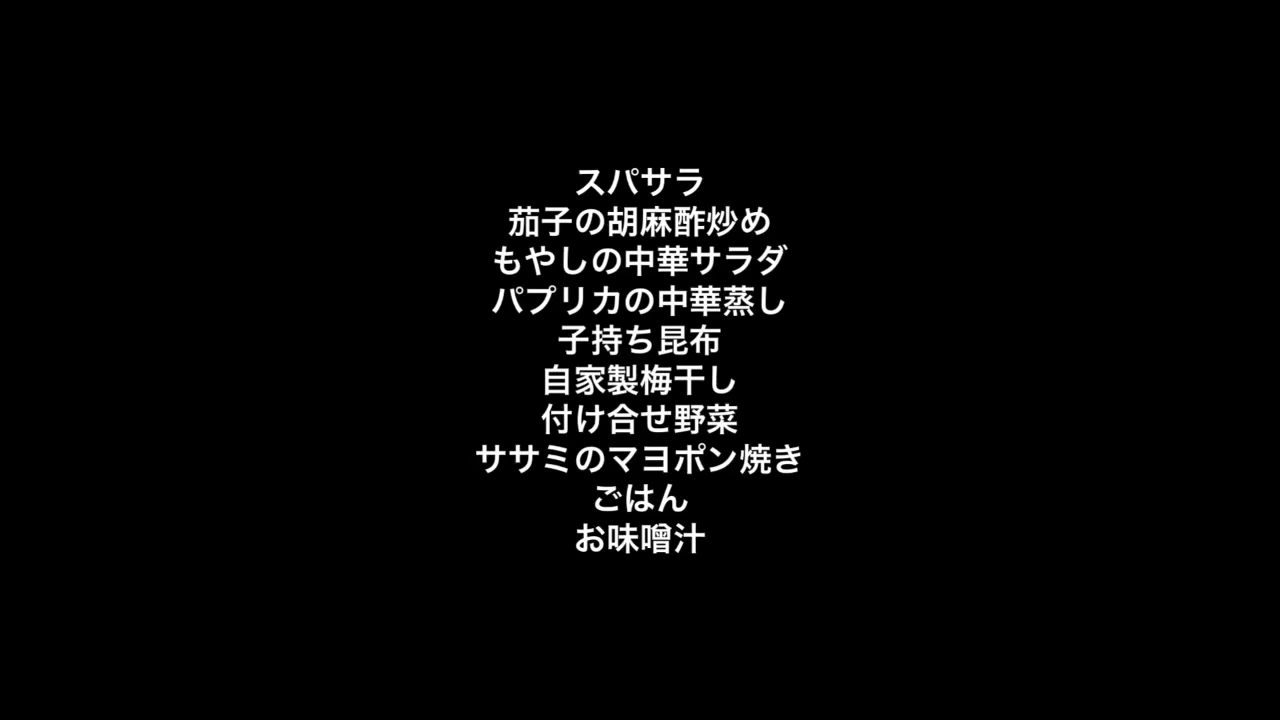 スパサラ
茄子の胡麻酢炒め
もやしの中華サラダ
パプリカの中華蒸し
子持ち昆布
自家製梅干し
付け合せ野菜
ササミのマヨポン焼き
ごはん
お味噌汁